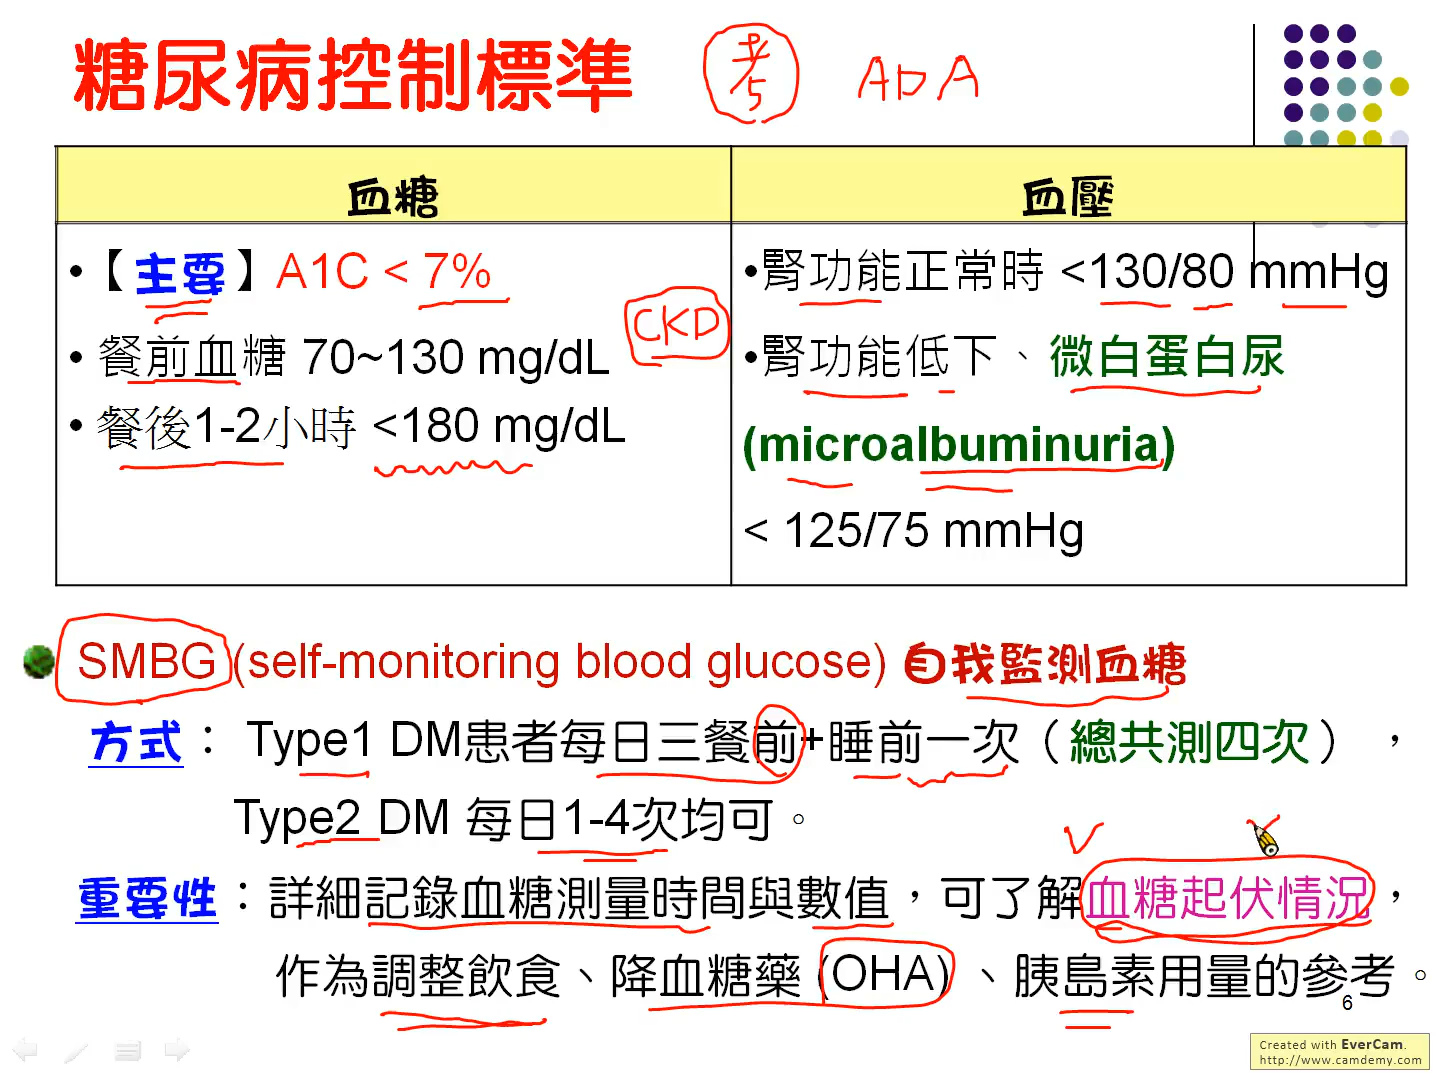 糖尿病控制標準 考 ADA
血糖
血壓
•【主要】A1C < 7%
• 餐前血糖 70~130 mg/dL
CKD
• 餐後1-2小時 <180 mg/dL
•腎功能正常時 <130/80 mmHg
•腎功能低下、微白蛋白尿
(microalbuminuria)
< 125/75 mmHg
SMBG (self-monitoring blood glucose) 自我監測血糖
方式： Type1 DM患者每日三餐前+睡前一次（總共測四次），
Type2 DM 每日1-4次均可。
重要性：詳細記錄血糖測量時間與數值，可了解血糖起伏情況，
作為調整飲食、降血糖藥 (OHA) 、胰島素用量的參考。
6
Created with EverCam.
http://www.camdemy.com